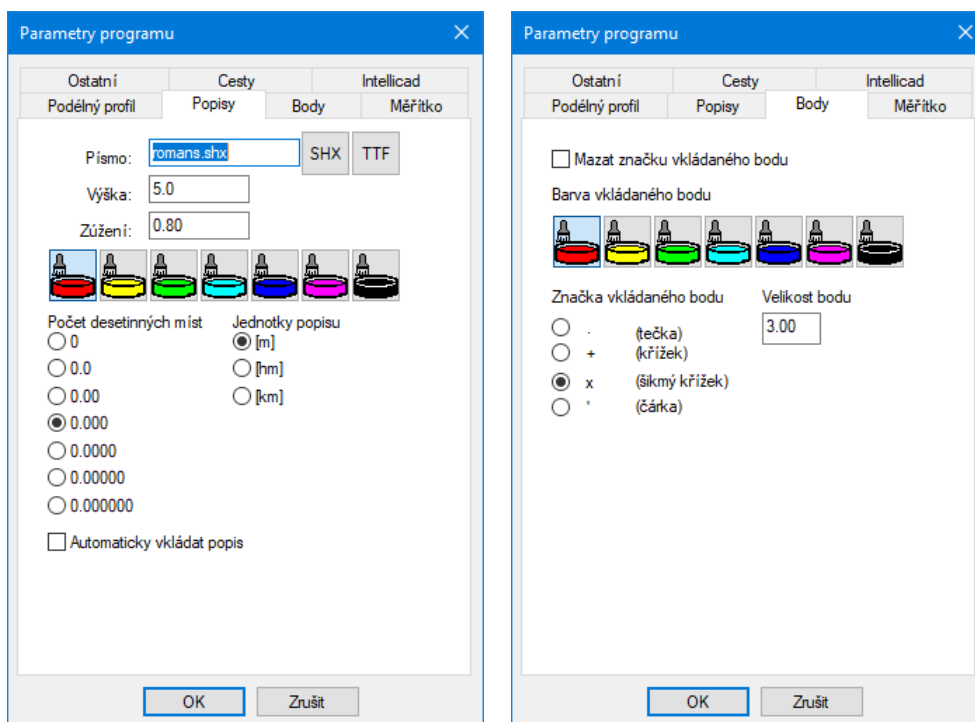 Parametry programu
Ostatní Cesty Intellicad
Podélný profil Popisy Body Měřítko
Písmo: romans.shx SHX TTF
Výška: 5.0
Zúžení: 0.80
Počet desetinných míst Jednotky popisu
0 [m]
0.0 [hm]
0.00 [km]
0.000
0.0000
0.00000
0.000000
Automaticky vkládat popis
OK Zrušit
Parametry programu
Ostatní Cesty Intellicad
Podélný profil Popisy Body Měřítko
Mazat značku vkládaného bodu
Barva vkládaného bodu
Značka vkládaného bodu Velikost bodu
. (tečka) 3.00
+ (křížek)
x (šikmý křížek)
' (čárka)
OK Zrušit